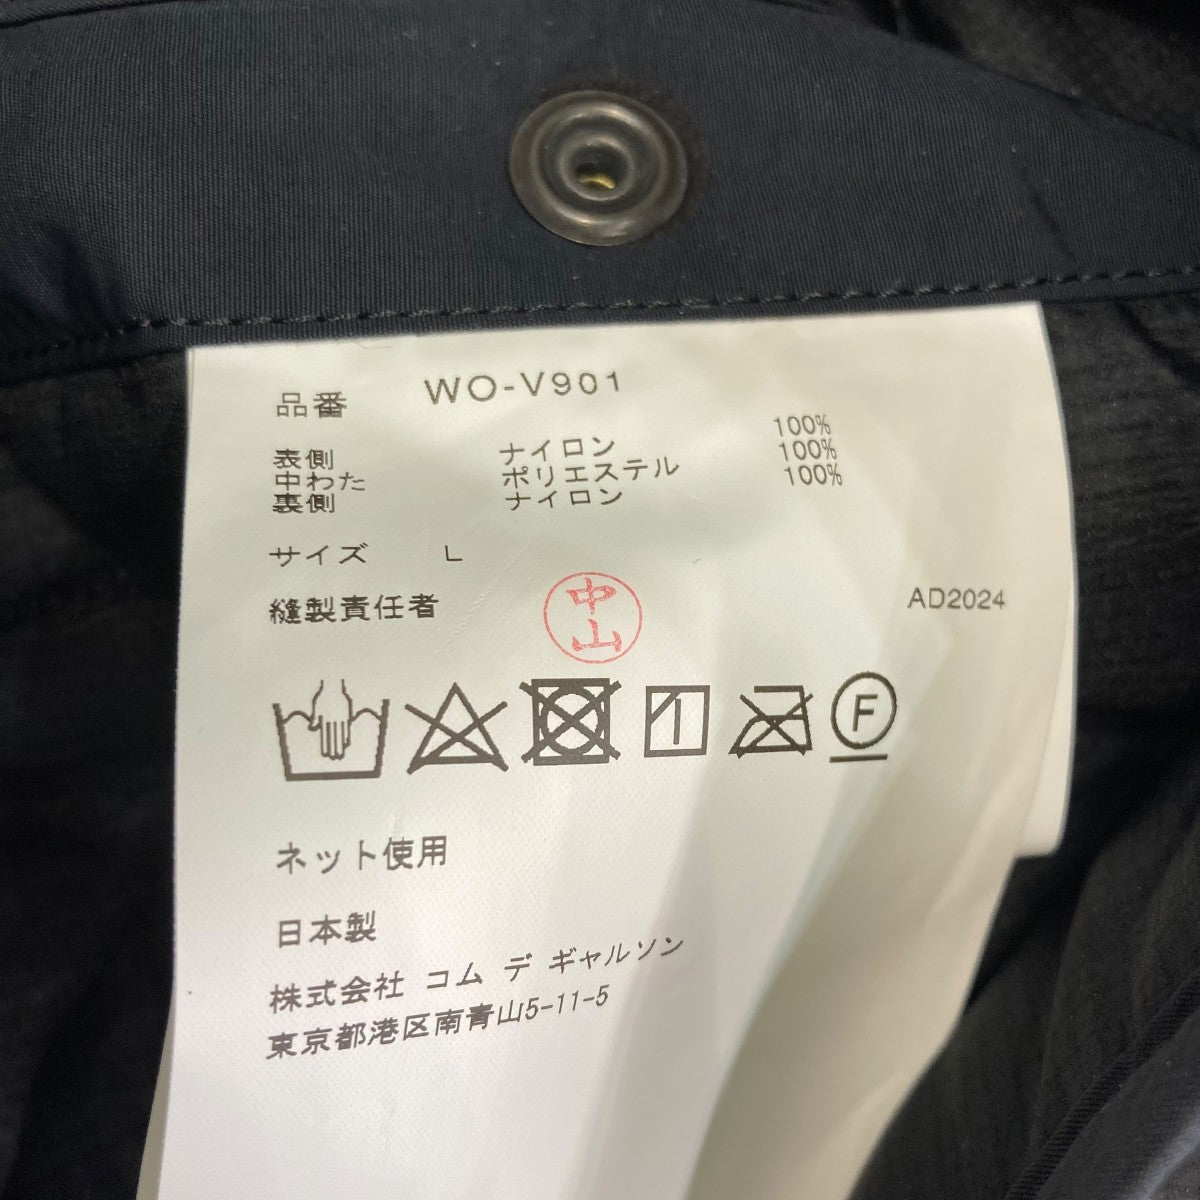 品番 WO-V901
表側 ナイロン 100%
中わた ポリエステル 100%
裏側 ナイロン 100%
サイズ L
縫製責任者 中山 AD2024
F
ネット使用
日本製
株式会社 コム デ ギャルソン
東京都港区南青山5-11-5